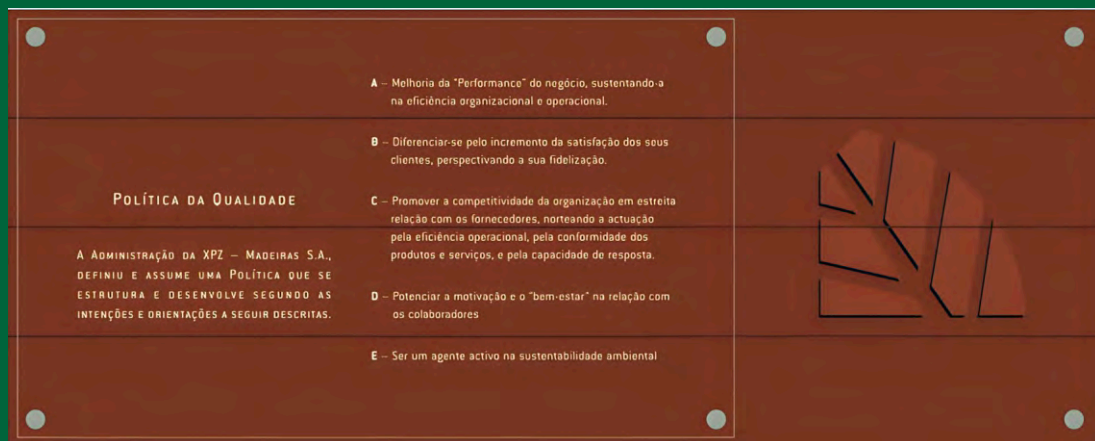 POLÍTICA DA QUALIDADE
A ADMINISTRAÇÃO DA XPZ – MADEIRAS S.A.,
DEFINIU E ASSUME UMA POLÍTICA QUE SE
ESTRUTURA E DESENVOLVE SEGUNDO AS
INTENÇÕES E ORIENTAÇÕES A SEGUIR DESCRITAS.
A – Melhoria da "Performance" do negócio, sustentando-a
na eficiência organizacional e operacional.
B – Diferenciar-se pelo incremento da satisfação dos seus
clientes, perspectivando a sua fidelização.
C – Promover a competitividade da organização em estreita
relação com os fornecedores, norteando a actuação
pela eficiência operacional, pela conformidade dos
produtos e serviços, e pela capacidade de resposta.
D – Potenciar a motivação e o "bem-estar" na relação com
os colaboradores
E – Ser um agente activo na sustentabilidade ambiental